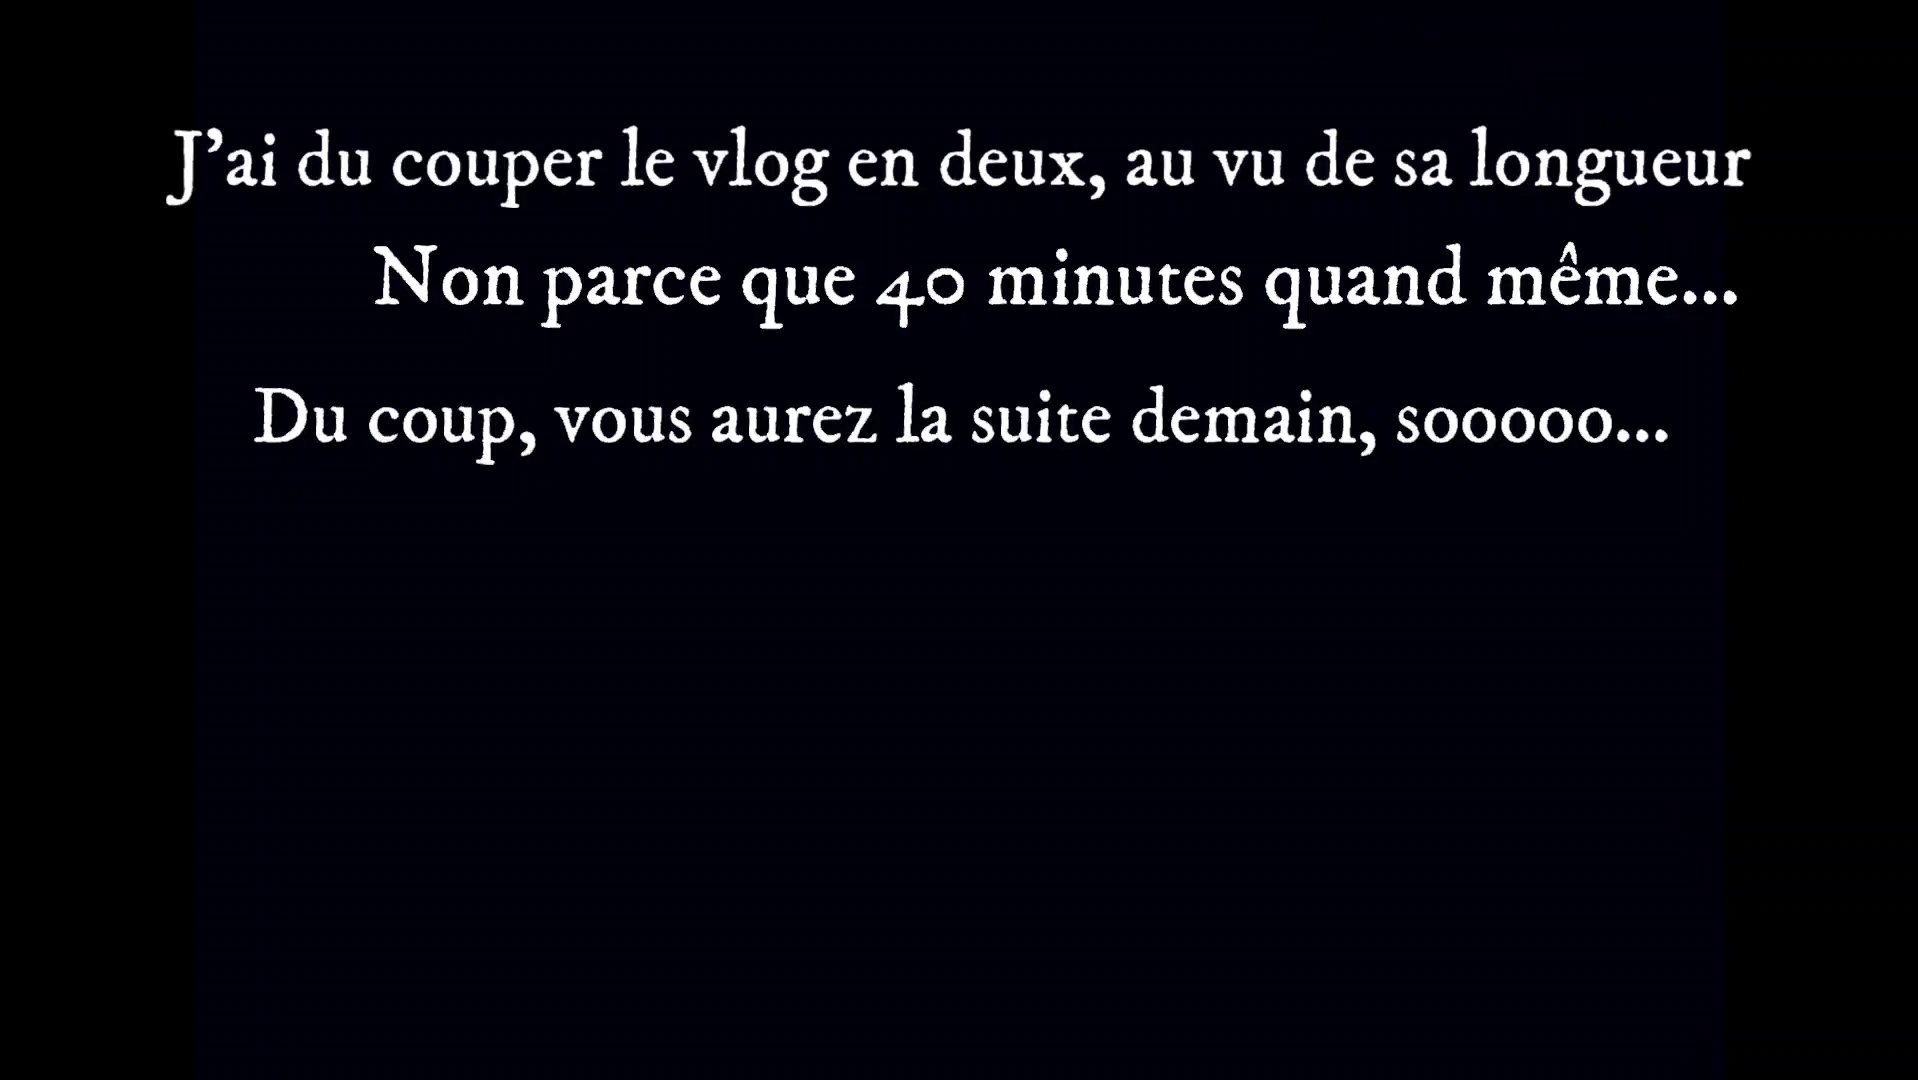 J'ai du couper le vlog en deux, au vu de sa longueur
Non parce que 40 minutes quand même...
Du coup, vous aurez la suite demain, sooooo...